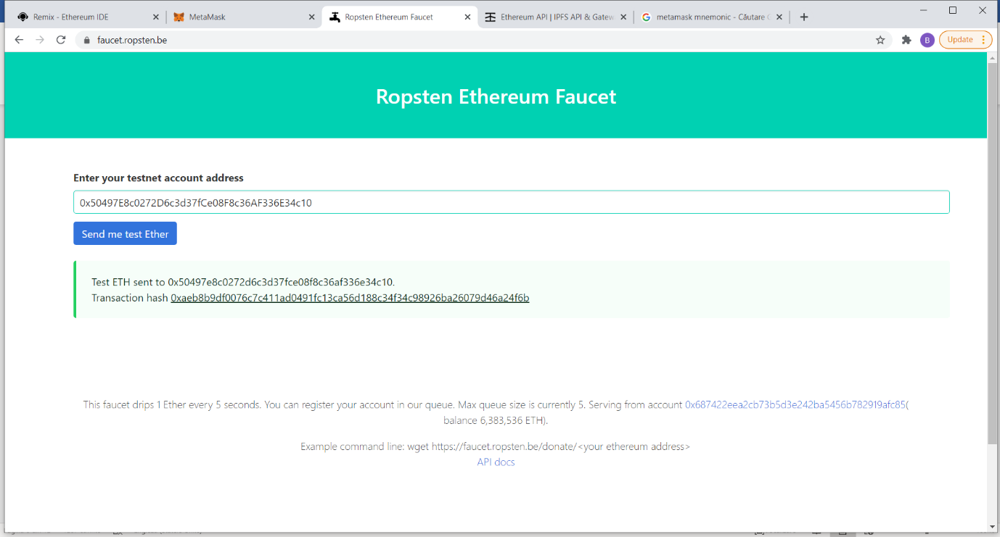 Remix - Ethereum IDE
MetaMask
Ropsten Ethereum Faucet
Ethereum API | IPFS API & Gatew
metamask mnemonic - Căutare G
faucet.ropsten.be
B
Update
Ropsten Ethereum Faucet
Enter your testnet account address
0x50497E8c0272D6c3d37fCe08F8c36AF336E34c10
Send me test Ether
Test ETH sent to 0x50497e8c0272d6c3d37fce08f8c36af336e34c10.
Transaction hash 0xaeb8b9df0076c7c411ad0491fc13ca56d188c34f34c98926ba26079d46a24f6b
This faucet drips 1 Ether every 5 seconds. You can register your account in our queue. Max queue size is currently 5. Serving from account 0x687422eea2cb73b5d3e242ba5456b782919afc85(
balance 6,383,536 ETH).
Example command line: wget https://faucet.ropsten.be/donate/<your ethereum address>
API docs